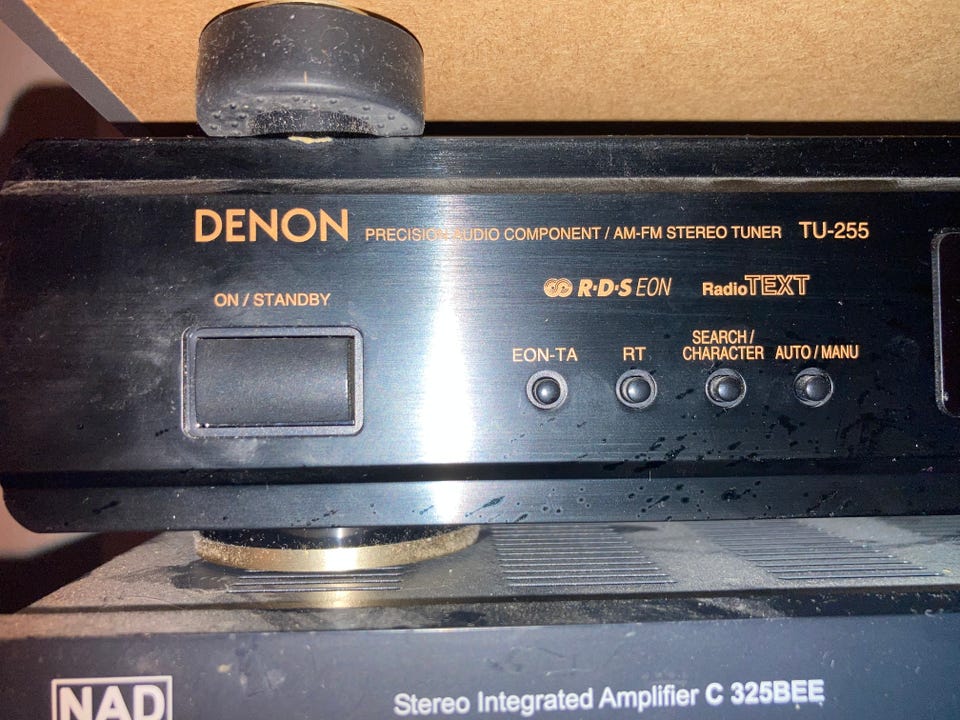 DENON PRECISION AUDIO COMPONENT / AM-FM STEREO TUNER TU-255
R·D·S EON RadioTEXT
ON / STANDBY
EON-TA RT SEARCH / CHARACTER AUTO / MANU
NAD Stereo Integrated Amplifier C 325BEE